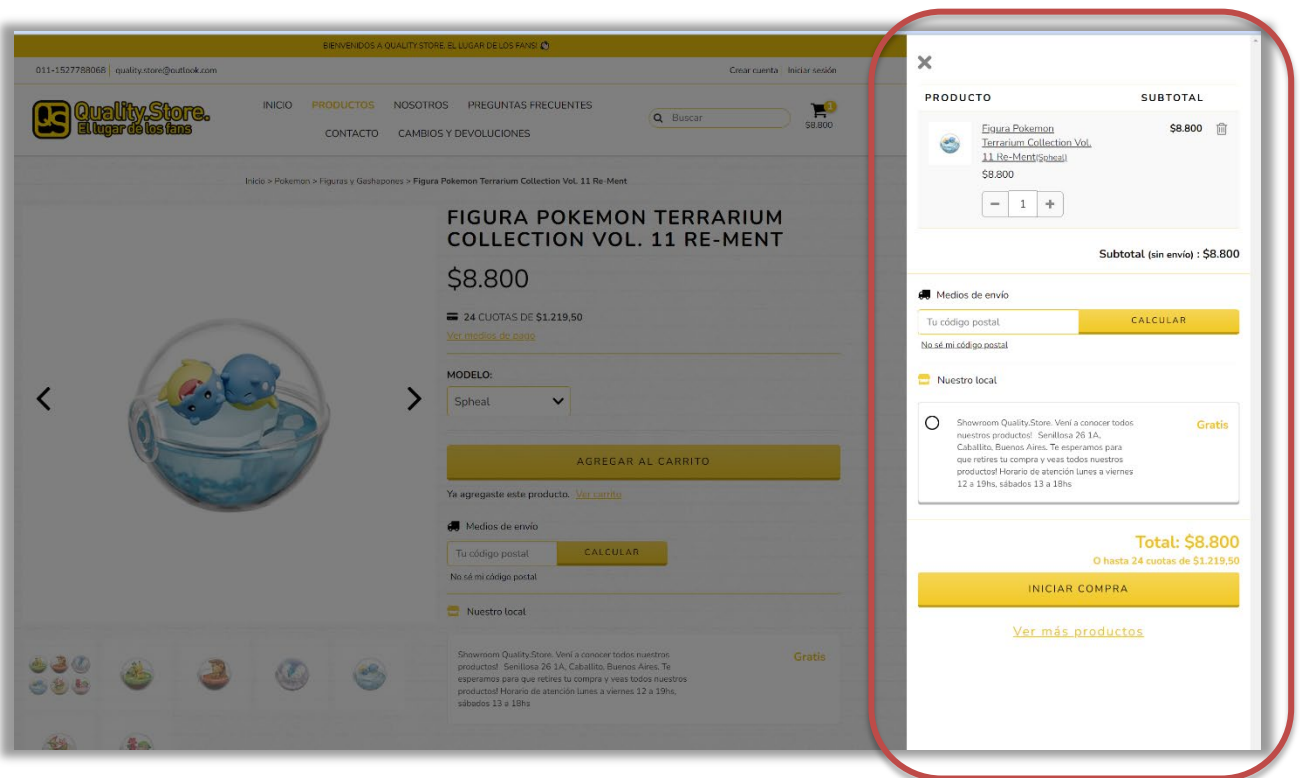 BIENVENIDOS A QUALITY.STORE. EL LUGAR DE LOS FANS!
011-1527788068 | quality.store@outlook.com
Crear cuenta Iniciar sesión
QS Quality.Store.
El lugar de los fans
INICIO PRODUCTOS NOSOTROS PREGUNTAS FRECUENTES
CONTACTO CAMBIOS Y DEVOLUCIONES
Buscar
1
$8.800
Inicio > Pokemon > Figuras y Gashapones > Figura Pokemon Terrarium Collection Vol. 11 Re-Ment
FIGURA POKEMON TERRARIUM
COLLECTION VOL. 11 RE-MENT
$8.800
24 CUOTAS DE $1.219,50
Ver medios de pago
MODELO:
Spheal
AGREGAR AL CARRITO
Ya agregaste este producto. Ver carrito
Medios de envío
Tu código postal CALCULAR
No sé mi código postal
Nuestro local
Showroom Quality.Store. Vení a conocer todos nuestros
productos! Senillosa 26 1A, Caballito, Buenos Aires. Te
esperamos para que retires tu compra y veas todos nuestros
productos! Horario de atención lunes a viernes 12 a 19hs,
sábados 13 a 18hs
Gratis
PRODUCTO SUBTOTAL
Figura Pokemon
Terrarium Collection Vol.
11 Re-Ment(Spheal)
$8.800
$8.800
1
Subtotal (sin envío) : $8.800
Medios de envío
Tu código postal CALCULAR
No sé mi código postal
Nuestro local
Showroom Quality.Store. Vení a conocer todos
nuestros productos! Senillosa 26 1A,
Caballito, Buenos Aires. Te esperamos para
que retires tu compra y veas todos nuestros
productos! Horario de atención lunes a viernes
12 a 19hs, sábados 13 a 18hs
Gratis
Total: $8.800
O hasta 24 cuotas de $1.219,50
INICIAR COMPRA
Ver más productos